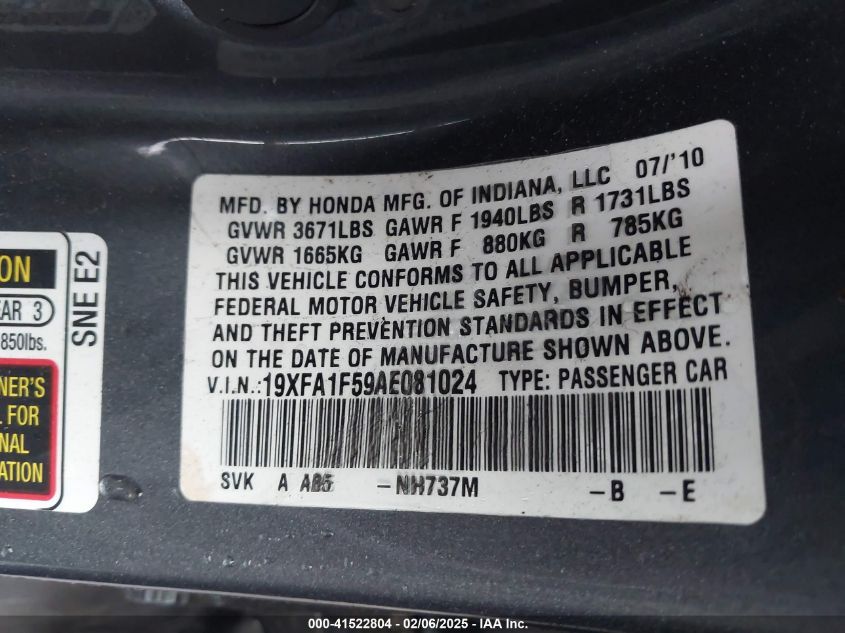 MFD. BY HONDA MFG. OF INDIANA, LLC 07/'10
GVWR 3671LBS GAWR F 1940LBS R 1731LBS
GVWR 1665KG GAWR F 880KG R 785KG
THIS VEHICLE CONFORMS TO ALL APPLICABLE
FEDERAL MOTOR VEHICLE SAFETY, BUMPER,
AND THEFT PREVENTION STANDARDS IN EFFECT
ON THE DATE OF MANUFACTURE SHOWN ABOVE.
V.I.N.:19XFA1F59AE081024 TYPE: PASSENGER CAR
SVK A -NH737M -B -E
ON
EAR 3
850lbs.
NER'S
L FOR
NAL
ATION
SNE E2
000-41522804 - 02/06/2025 - IAA Inc.